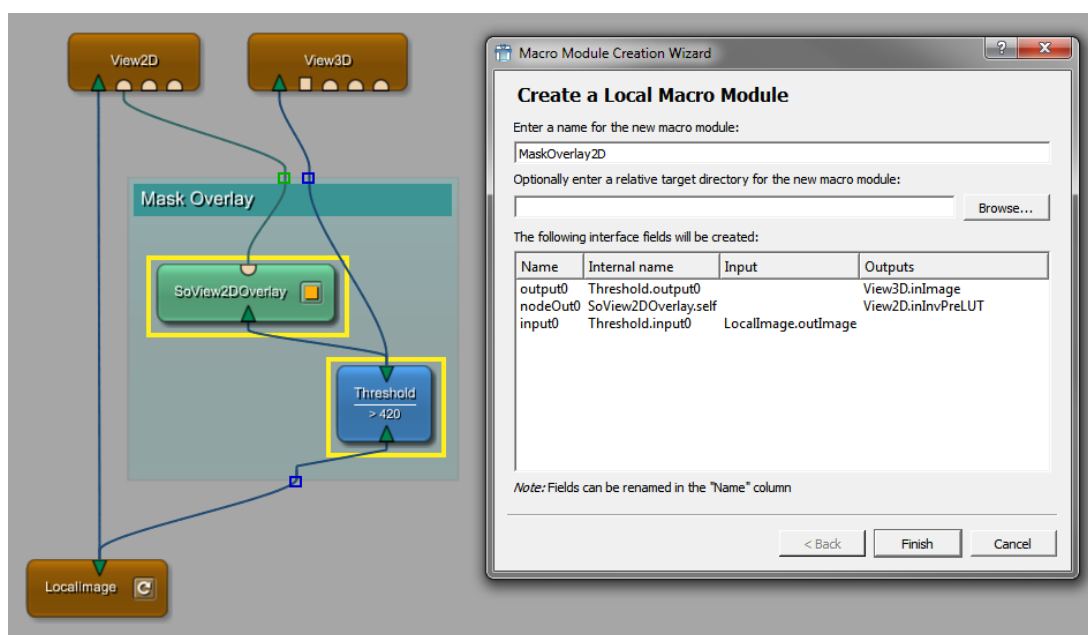 View2D
View3D
Mask Overlay
SoView2DOverlay
Threshold
> 420
LocalImage
Macro Module Creation Wizard
?
X
Create a Local Macro Module
Enter a name for the new macro module:
MaskOverlay2D
Optionally enter a relative target directory for the new macro module:
Browse...
The following interface fields will be created:
Name Internal name Input Outputs
output0 Threshold.output0 View3D.inImage
nodeOut0 SoView2DOverlay.self View2D.inInvPreLUT
input0 Threshold.input0 LocalImage.outImage
Note: Fields can be renamed in the "Name" column
< Back Finish Cancel